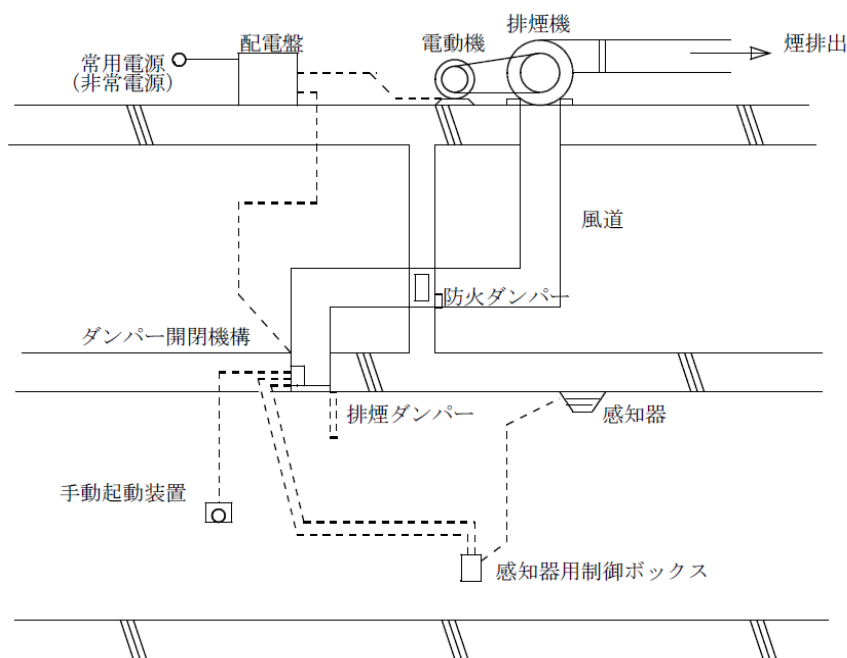 排煙機
配電盤
電動機
煙排出
常用電源
（非常電源）
風道
防火ダンパー
ダンパー開閉機構
排煙ダンパー
感知器
手動起動装置
感知器用制御ボックス